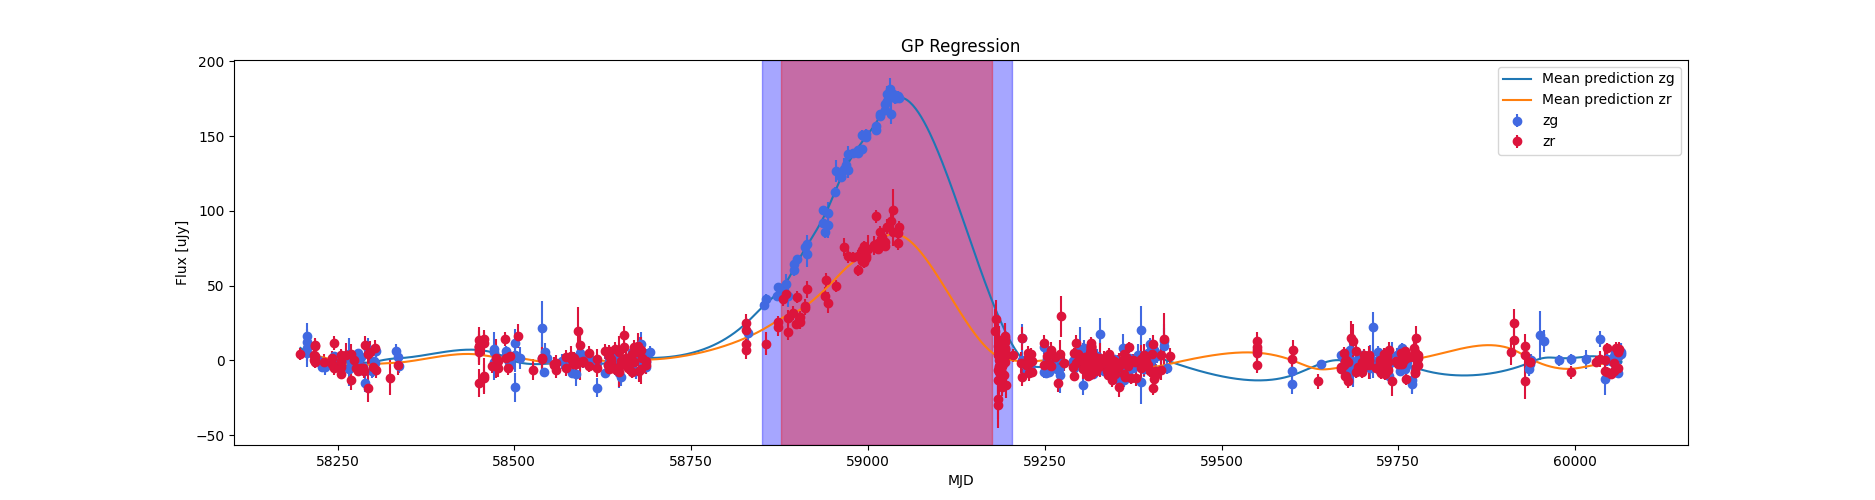 GP Regression
200
150
100
50
0
−50
Flux [uJy]
58250
58500
58750
59000
59250
59500
59750
60000
MJD
Mean prediction zg
Mean prediction zr
zg
zr